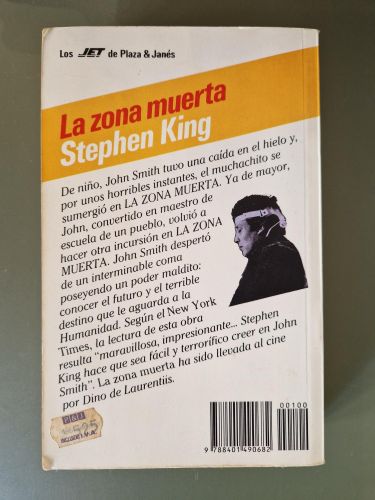 Los JET de Plaza & Janés
La zona muerta
Stephen King
De niño, John Smith tuvo una caída en el hielo y,
por unos horribles instantes, el muchachito se
sumergió en LA ZONA MUERTA. Ya de mayor,
John, convertido en maestro de
escuela de un pueblo, volvió a
hacer otra incursión en LA ZONA
MUERTA. John Smith despertó
de un interminable coma
poseyendo un poder maldito:
conocer el futuro y el terrible
destino que le aguarda a la
Humanidad. Según el New York
Times, la lectura de esta obra
resulta "maravillosa, impresionante... Stephen
King hace que sea fácil y terrorífico creer en John
Smith". La zona muerta ha sido llevada al cine
por Dino de Laurentiis.
00100
9 788401 490682
525